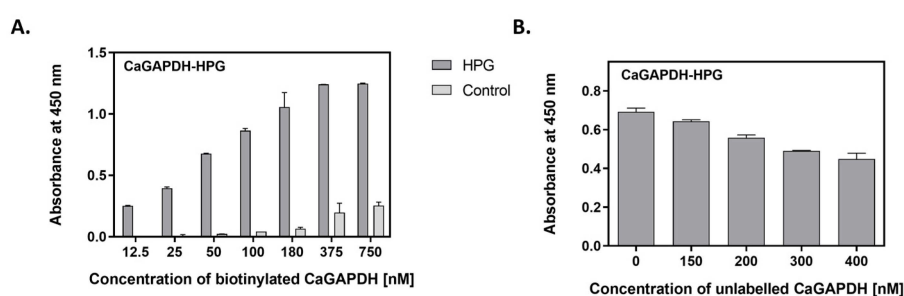 A.
CaGAPDH-HPG
Absorbance at 450 nm
1.5
1.0
0.5
0.0
12.5 25 50 100 180 375 750
Concentration of biotinylated CaGAPDH [nM]
HPG
Control
B.
CaGAPDH-HPG
Absorbance at 450 nm
0.8
0.6
0.4
0.2
0.0
0 150 200 300 400
Concentration of unlabelled CaGAPDH [nM]